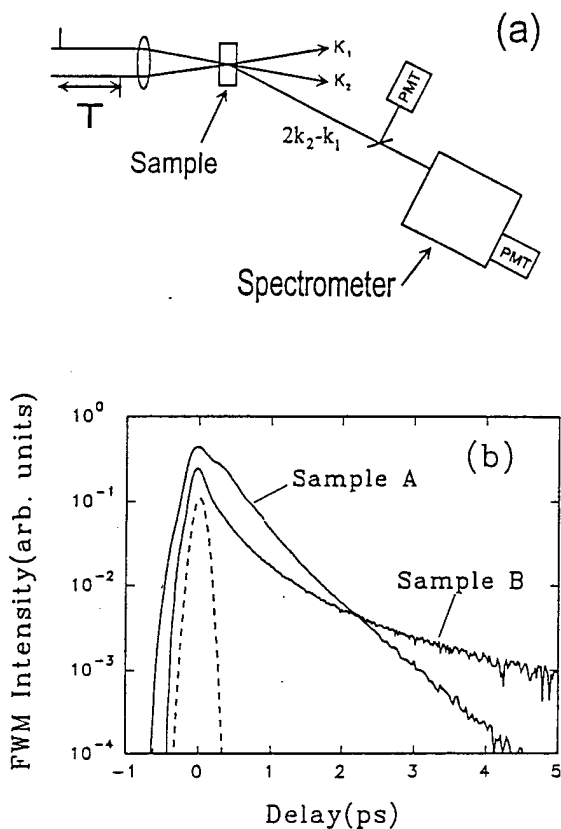 (a)
K₁
K₂
PMT
T
Sample
2k₂-k₁
PMT
Spectrometer
FWM Intensity(arb. units)
10⁰
10⁻¹
10⁻²
10⁻³
10⁻⁴
(b)
Sample A
Sample B
-1 0 1 2 3 4 5
Delay(ps)